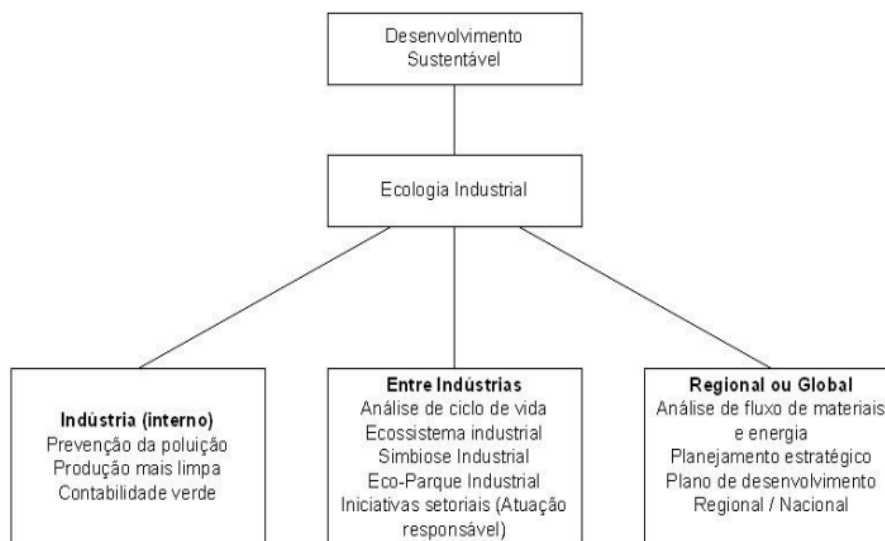 Desenvolvimento
Sustentável
Ecologia Industrial
Indústria (interno)
Prevenção da poluição
Produção mais limpa
Contabilidade verde
Entre Indústrias
Análise de ciclo de vida
Ecossistema industrial
Simbiose Industrial
Eco-Parque Industrial
Iniciativas setoriais (Atuação
responsável)
Regional ou Global
Análise de fluxo de materiais
e energia
Planejamento estratégico
Plano de desenvolvimento
Regional / Nacional